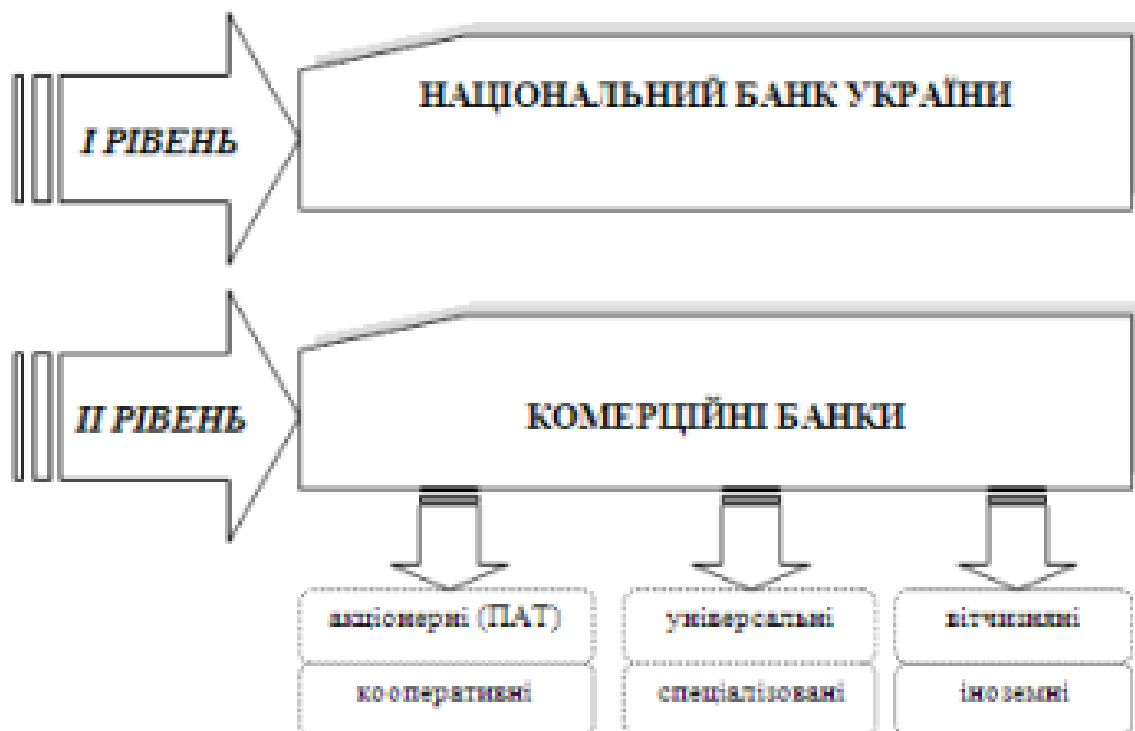 І РІВЕНЬ
НАЦІОНАЛЬНИЙ БАНК УКРАЇНИ
ІІ РІВЕНЬ
КОМЕРЦІЙНІ БАНКИ
акціонерні (ПАТ)
універсальні
вітчизняні
кооперативні
спеціалізовані
іноземні